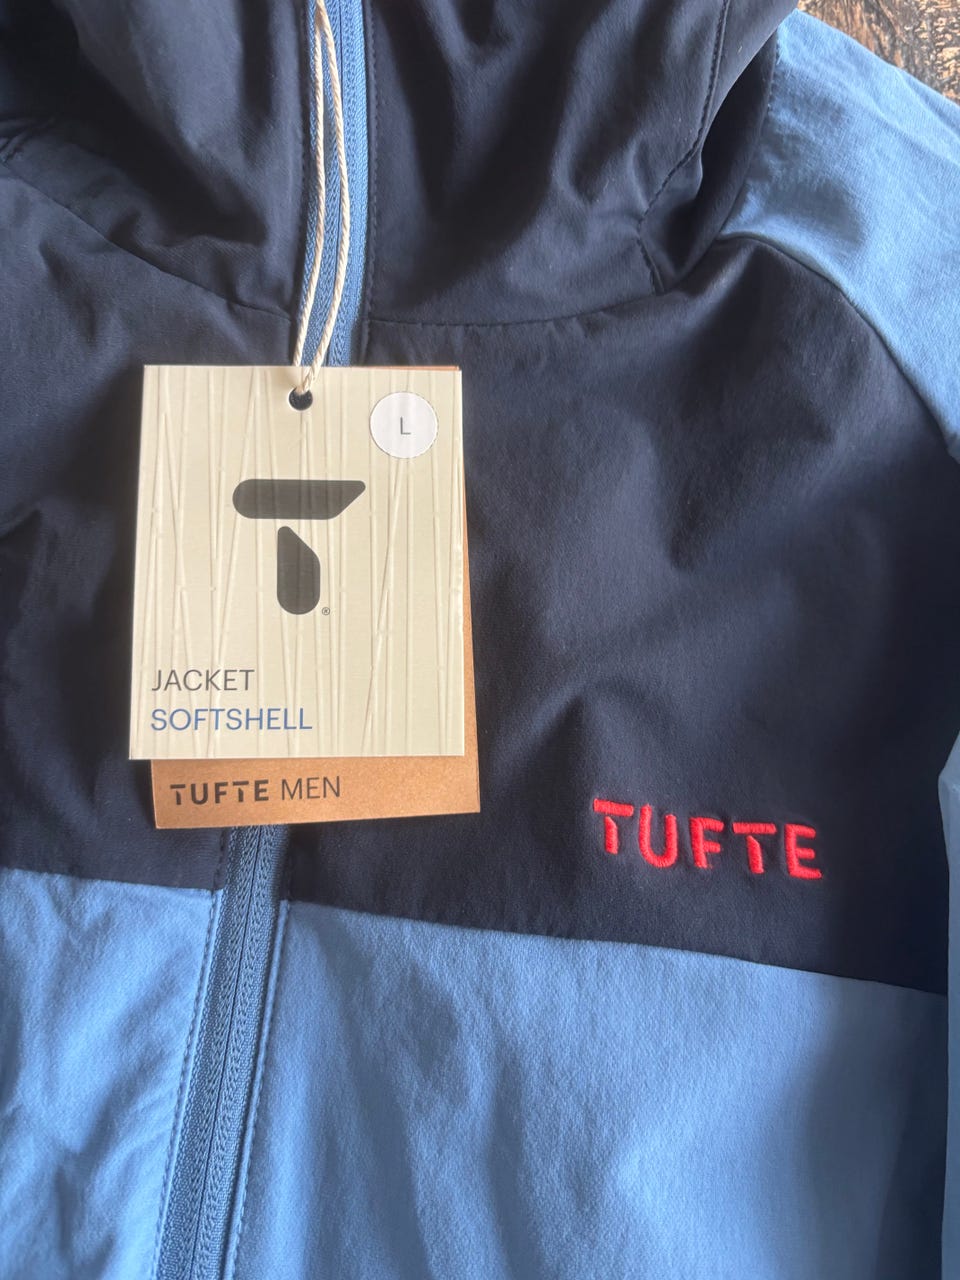 L
®
JACKET
SOFTSHELL
TUFTE MEN
TUFTE